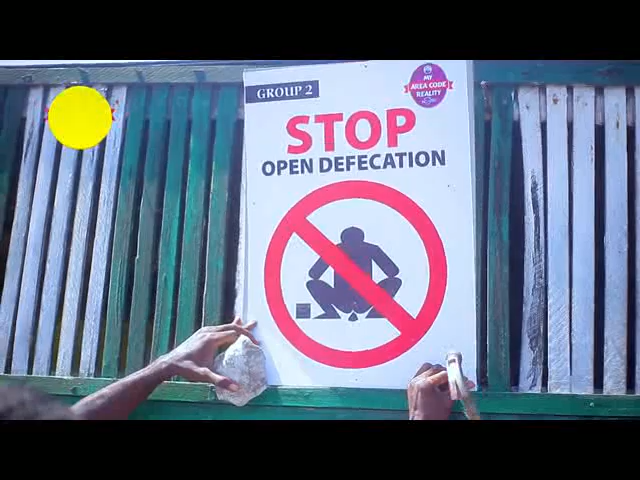 GROUP 2
MY
AREA CODE
REALITY
STOP
OPEN DEFECATION